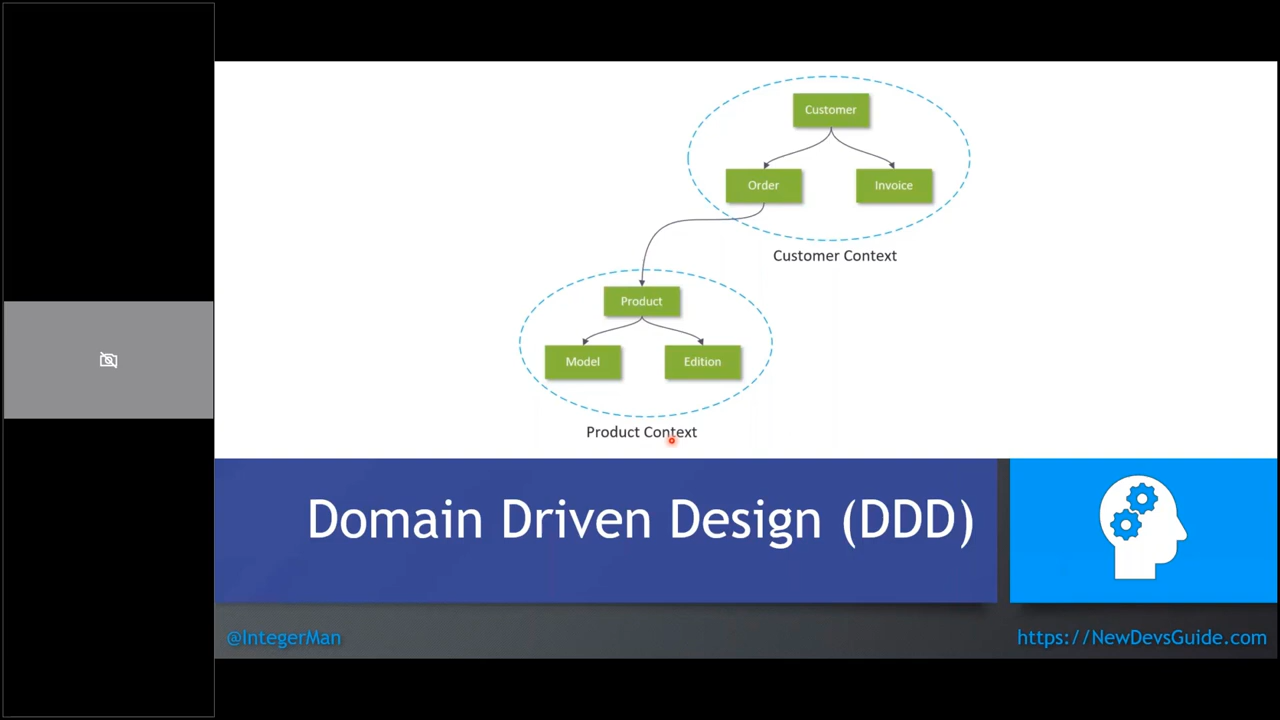 Customer
Order
Invoice
Customer Context
Product
Model
Edition
Product Context
Domain Driven Design (DDD)
@IntegerMan
https://NewDevsGuide.com